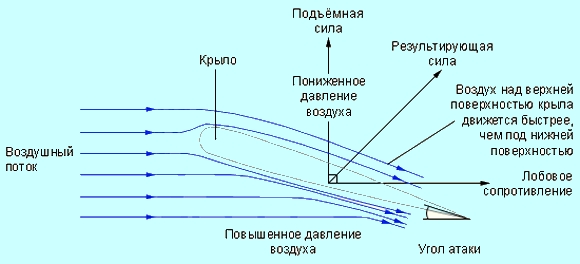 Подъёмная
сила
Результирующая
сила
Крыло
Пониженное
давление
воздуха
Воздух над верхней
поверхностью крыла
движется быстрее,
чем под нижней
поверхностью
Воздушный
поток
Лобовое
сопротивление
Повышенное давление
воздуха
Угол атаки